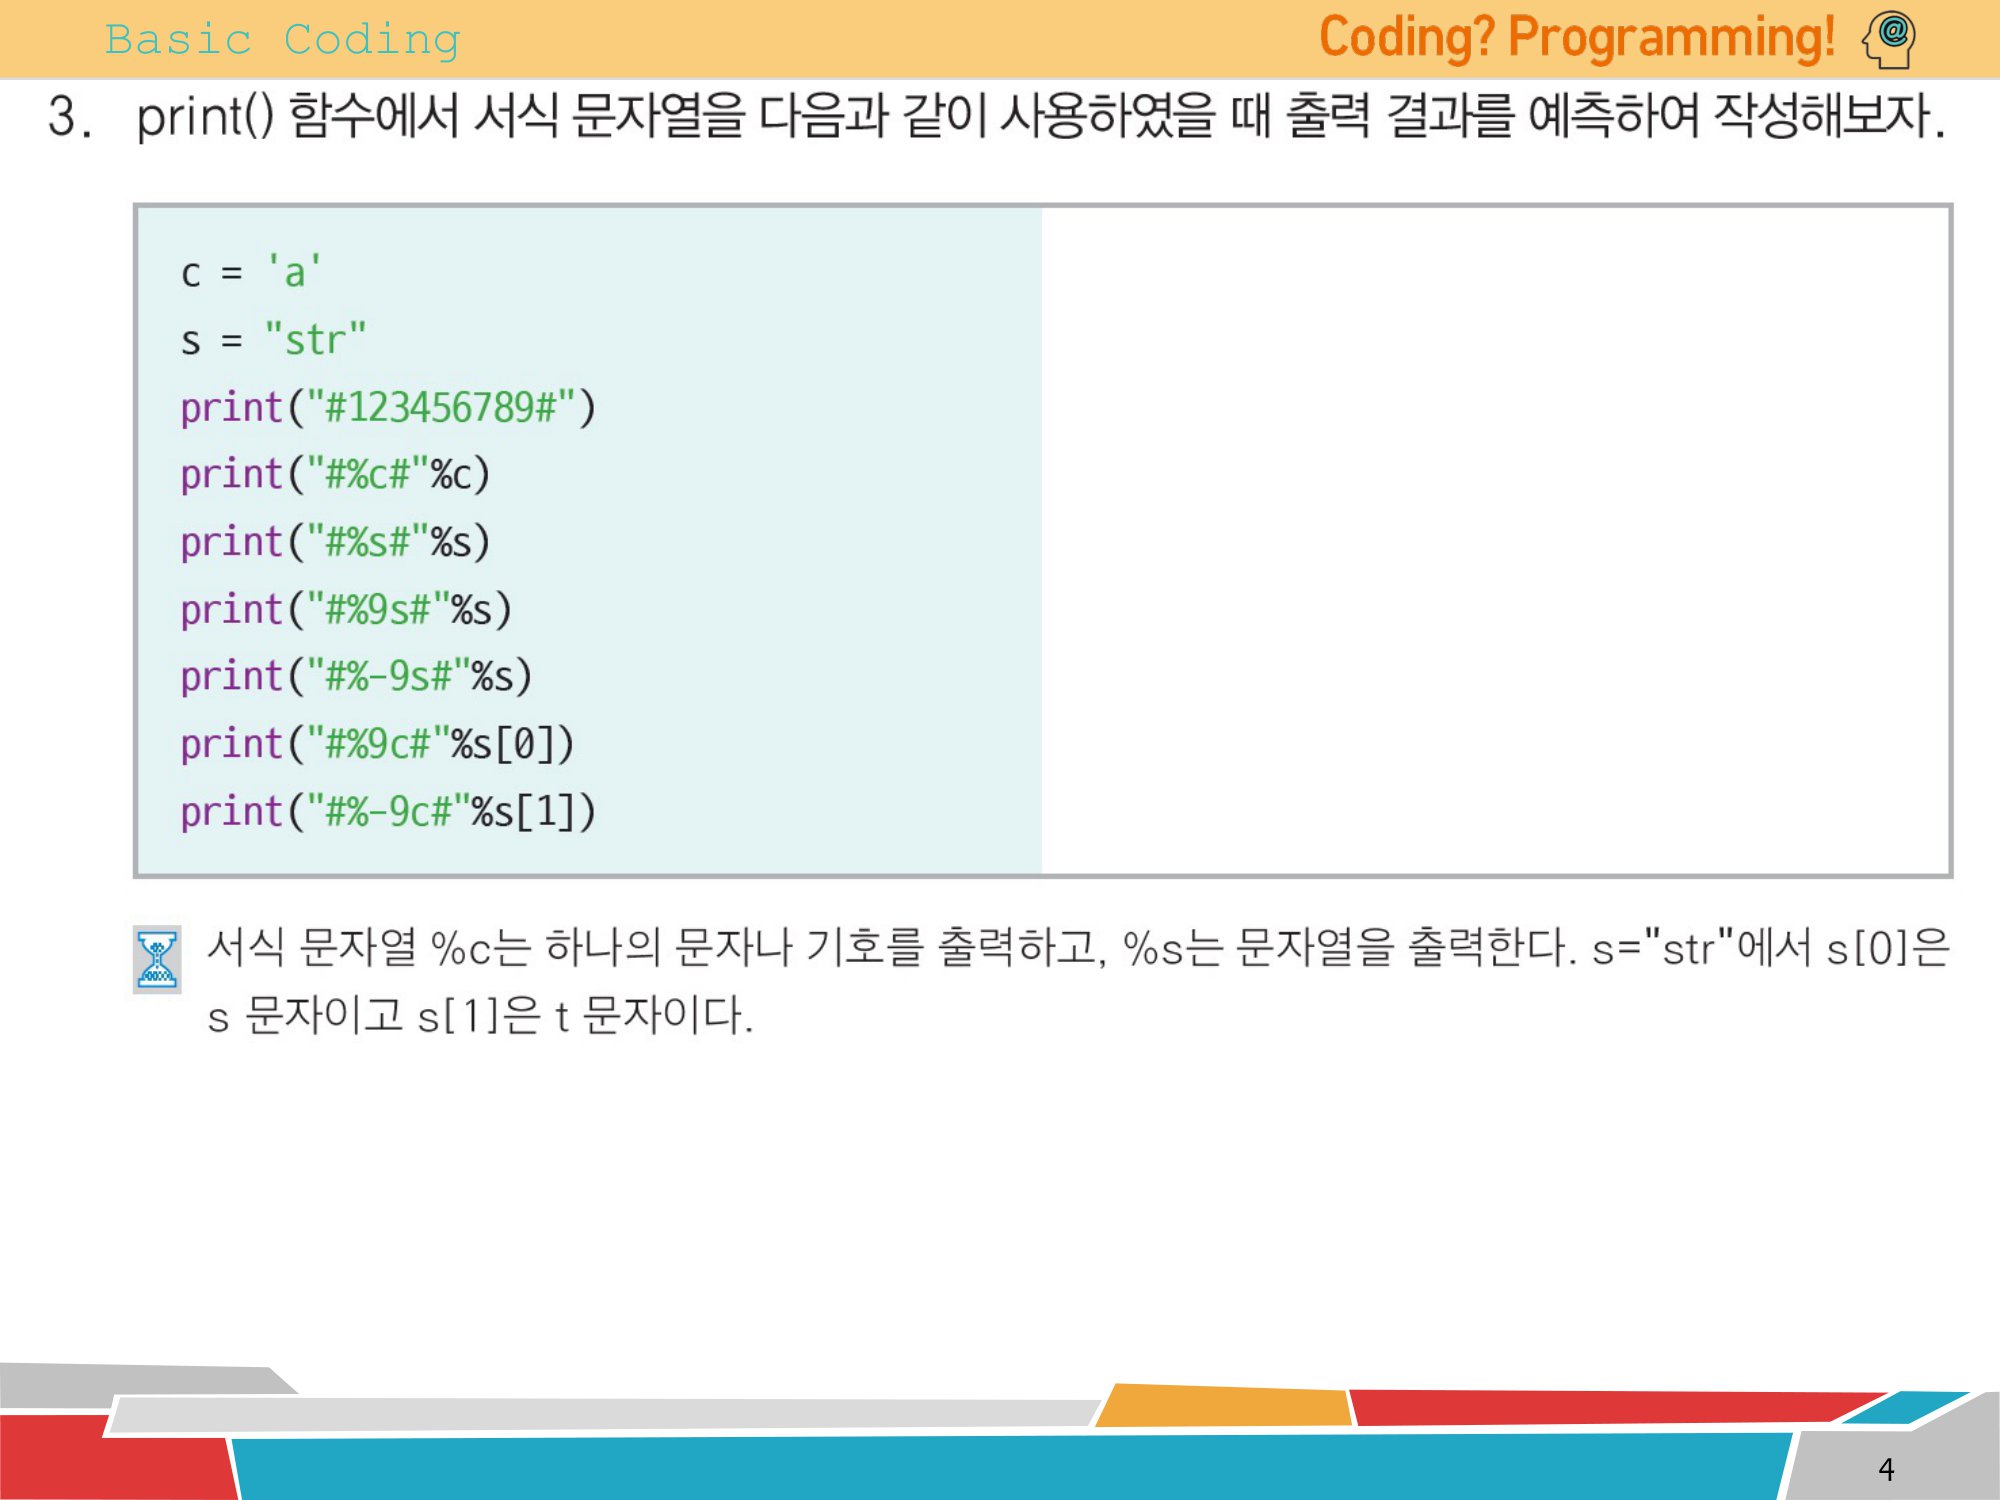 Basic Coding
Coding? Programming!
3. print() 함수에서 서식 문자열을 다음과 같이 사용하였을 때 출력 결과를 예측하여 작성해보자.
c = 'a'
s = "str"
print("#123456789#")
print("#%c#"%c)
print("#%s#"%s)
print("#%9s#"%s)
print("#%-9s#"%s)
print("#%9c#"%s[0])
print("#%-9c#"%s[1])
서식 문자열 %c는 하나의 문자나 기호를 출력하고, %s는 문자열을 출력한다. s="str"에서 s[0]은
s 문자이고 s[1]은 t 문자이다.
4